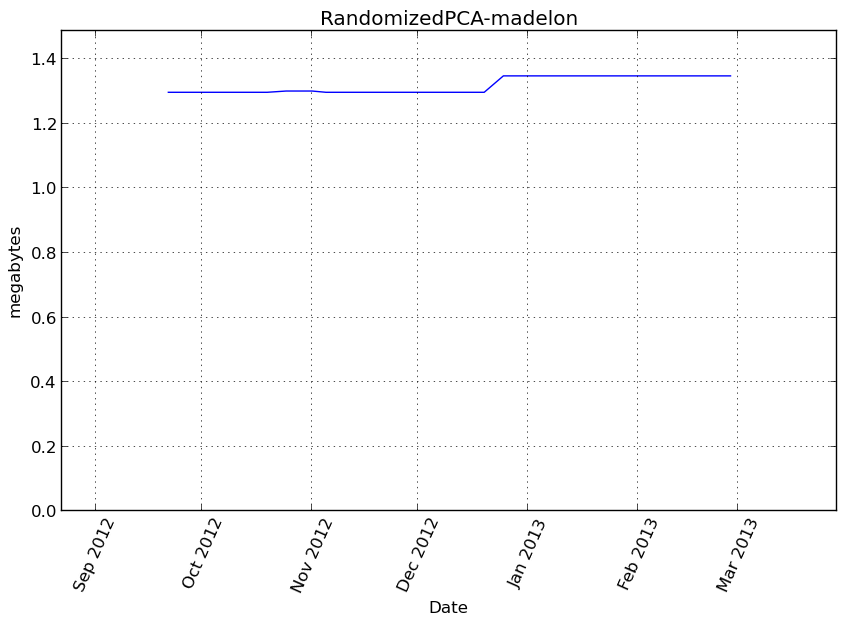 RandomizedPCA-madelon
1.4
1.2
1.0
0.8
0.6
0.4
0.2
0.0
megabytes
Sep 2012
Oct 2012
Nov 2012
Dec 2012
Jan 2013
Feb 2013
Mar 2013
Date